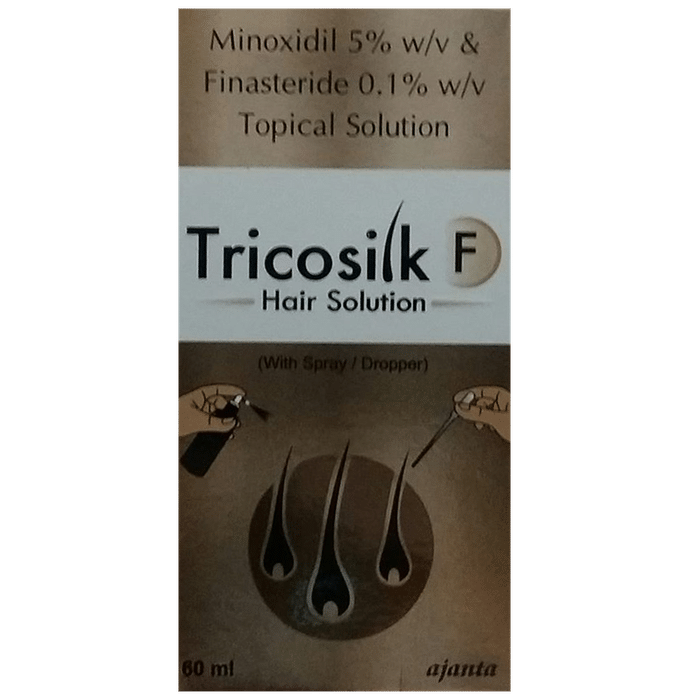 Minoxidil 5% w/v &
Finasteride 0.1% w/v
Topical Solution
Tricosilk F
Hair Solution
(With Spray / Dropper)
60 ml
ajanta